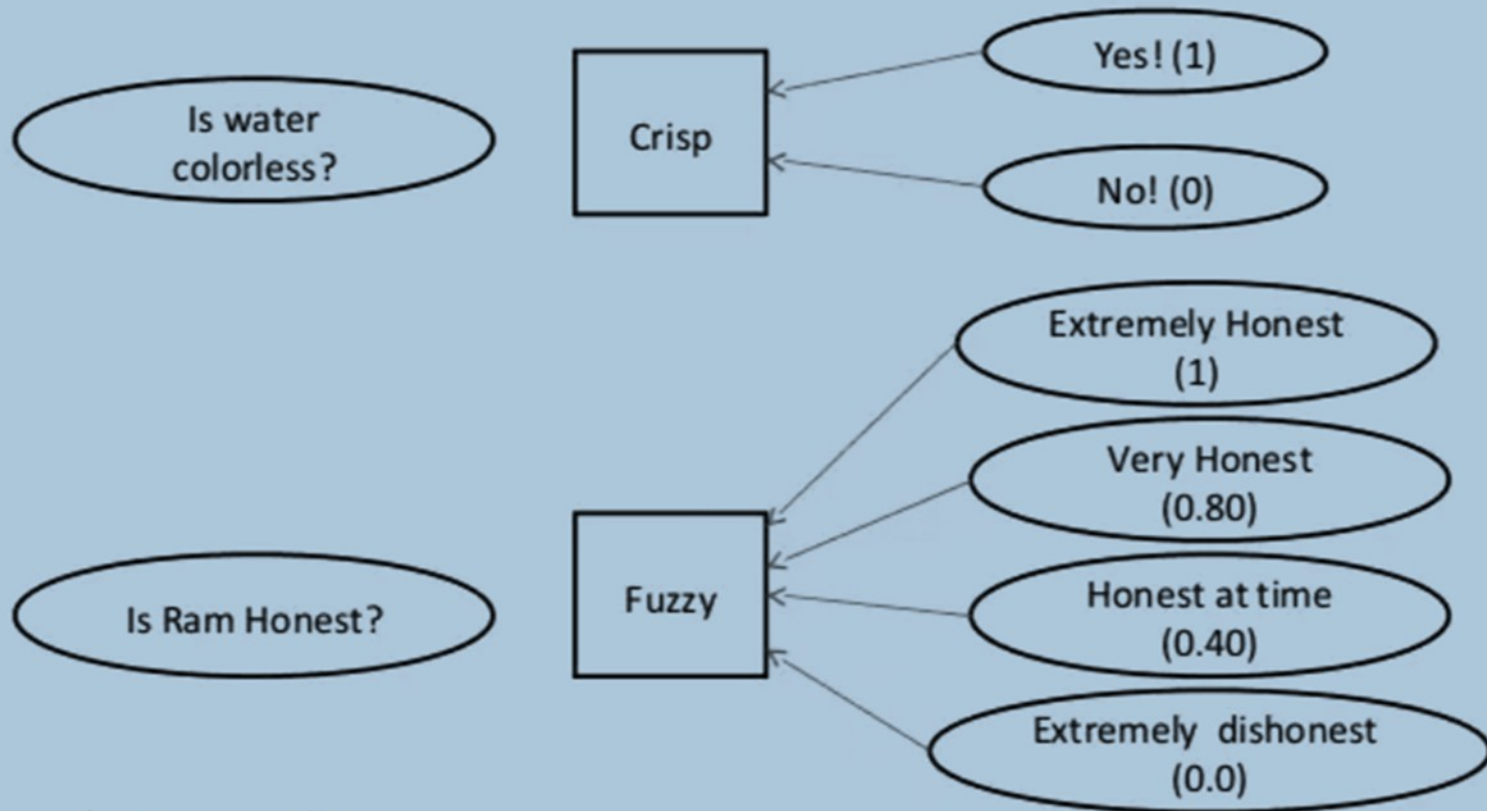 Is water
colorless?
Crisp
Yes! (1)
No! (0)
Is Ram Honest?
Fuzzy
Extremely Honest
(1)
Very Honest
(0.80)
Honest at time
(0.40)
Extremely dishonest
(0.0)